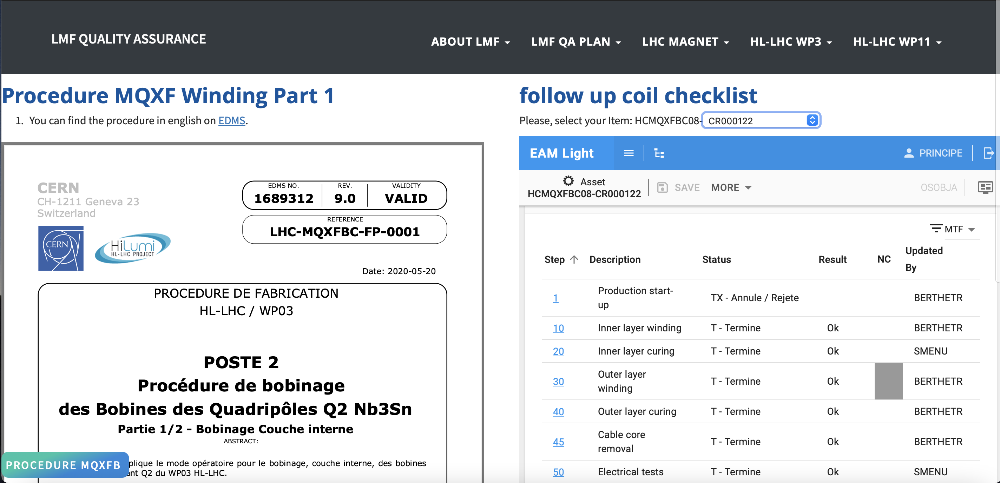 LMF QUALITY ASSURANCE
ABOUT LMF
LMF QA PLAN
LHC MAGNET
HL-LHC WP3
HL-LHC WP11
Procedure MQXF Winding Part 1
1. You can find the procedure in english on EDMS.
CERN
CH-1211 Geneva 23
Switzerland
CERN
HiLumi
HL-LHC PROJECT
EDMS NO. REV. VALIDITY
1689312 9.0 VALID
REFERENCE
LHC-MQXFBC-FP-0001
Date: 2020-05-20
PROCEDURE DE FABRICATION
HL-LHC / WP03
POSTE 2
Procédure de bobinage
des Bobines des Quadripôles Q2 Nb3Sn
Partie 1/2 - Bobinage Couche interne
ABSTRACT:
plique le mode opératoire pour le bobinage, couche interne, des bobines
ant Q2 du WP03 HL-LHC.
PROCEDURE MQXFB
follow up coil checklist
Please, select your Item: HCMQXFBC08- CR000122
EAM Light
PRINCIPE
Asset
HCMQXFBC08-CR000122
SAVE
MORE
OSOBJA
MTF
Step Description Status Result NC Updated
By
1 Production start-
up TX - Annule / Rejete BERTHETR
10 Inner layer winding T - Termine Ok BERTHETR
20 Inner layer curing T - Termine Ok SMENU
30 Outer layer
winding T - Termine Ok BERTHETR
40 Outer layer curing T - Termine Ok BERTHETR
45 Cable core
removal T - Termine Ok BERTHETR
50 Electrical tests T - Termine Ok SMENU